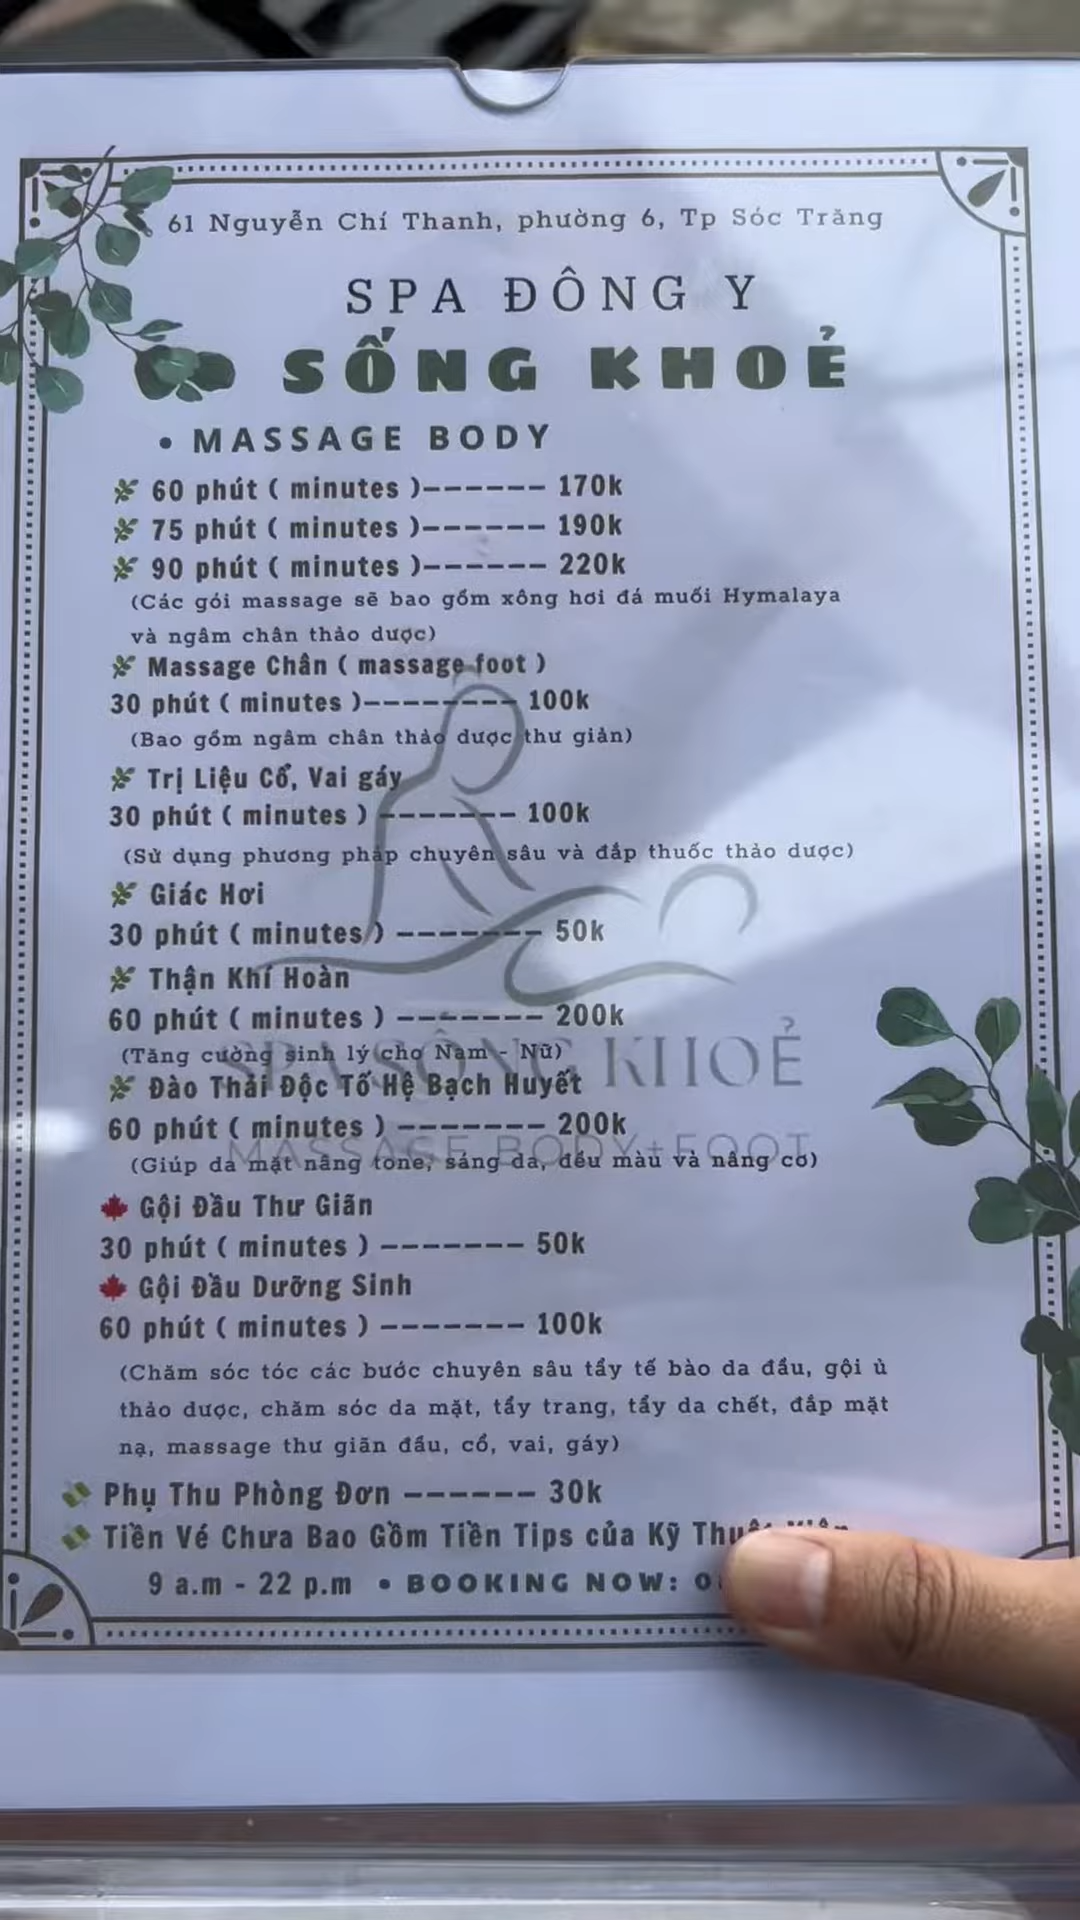 61 Nguyễn Chí Thanh, phường 6, Tp Sóc Trăng
SPA ĐÔNG Y
SỐNG KHOẺ
• MASSAGE BODY
60 phút ( minutes )------ 170k
75 phút ( minutes )------ 190k
90 phút ( minutes )------ 220k
(Các gói massage sẽ bao gồm xông hơi đá muối Hymalaya
và ngâm chân thảo dược)
Massage Chân ( massage foot )
30 phút ( minutes )-------- 100k
(Bao gồm ngâm chân thảo dược thư giản)
Trị Liệu Cổ, Vai gáy
30 phút ( minutes ) ------- 100k
(Sử dụng phương pháp chuyên sâu và đắp thuốc thảo dược)
Giác Hơi
30 phút ( minutes ) ------- 50k
Thận Khí Hoàn
60 phút ( minutes ) ------- 200k
(Tăng cường sinh lý cho Nam - Nữ)
SPA SỐNG KHOẺ
Đào Thải Độc Tố Hệ Bạch Huyết
60 phút ( minutes ) ------- 200k
MASSAGE BODY+FOOT
(Giúp da mặt nâng tone, sáng da, đều màu và nâng cơ)
Gội Đầu Thư Giãn
30 phút ( minutes ) ------- 50k
Gội Đầu Dưỡng Sinh
60 phút ( minutes ) ------- 100k
(Chăm sóc tóc các bước chuyên sâu tẩy tế bào da đầu, gội ủ
thảo dược, chăm sóc da mặt, tẩy trang, tẩy da chết, đắp mặt
nạ, massage thư giãn đầu, cổ, vai, gáy)
Phụ Thu Phòng Đơn ------ 30k
Tiền Vé Chưa Bao Gồm Tiền Tips của Kỹ
9 a.m - 22 p.m • BOOKING NOW: